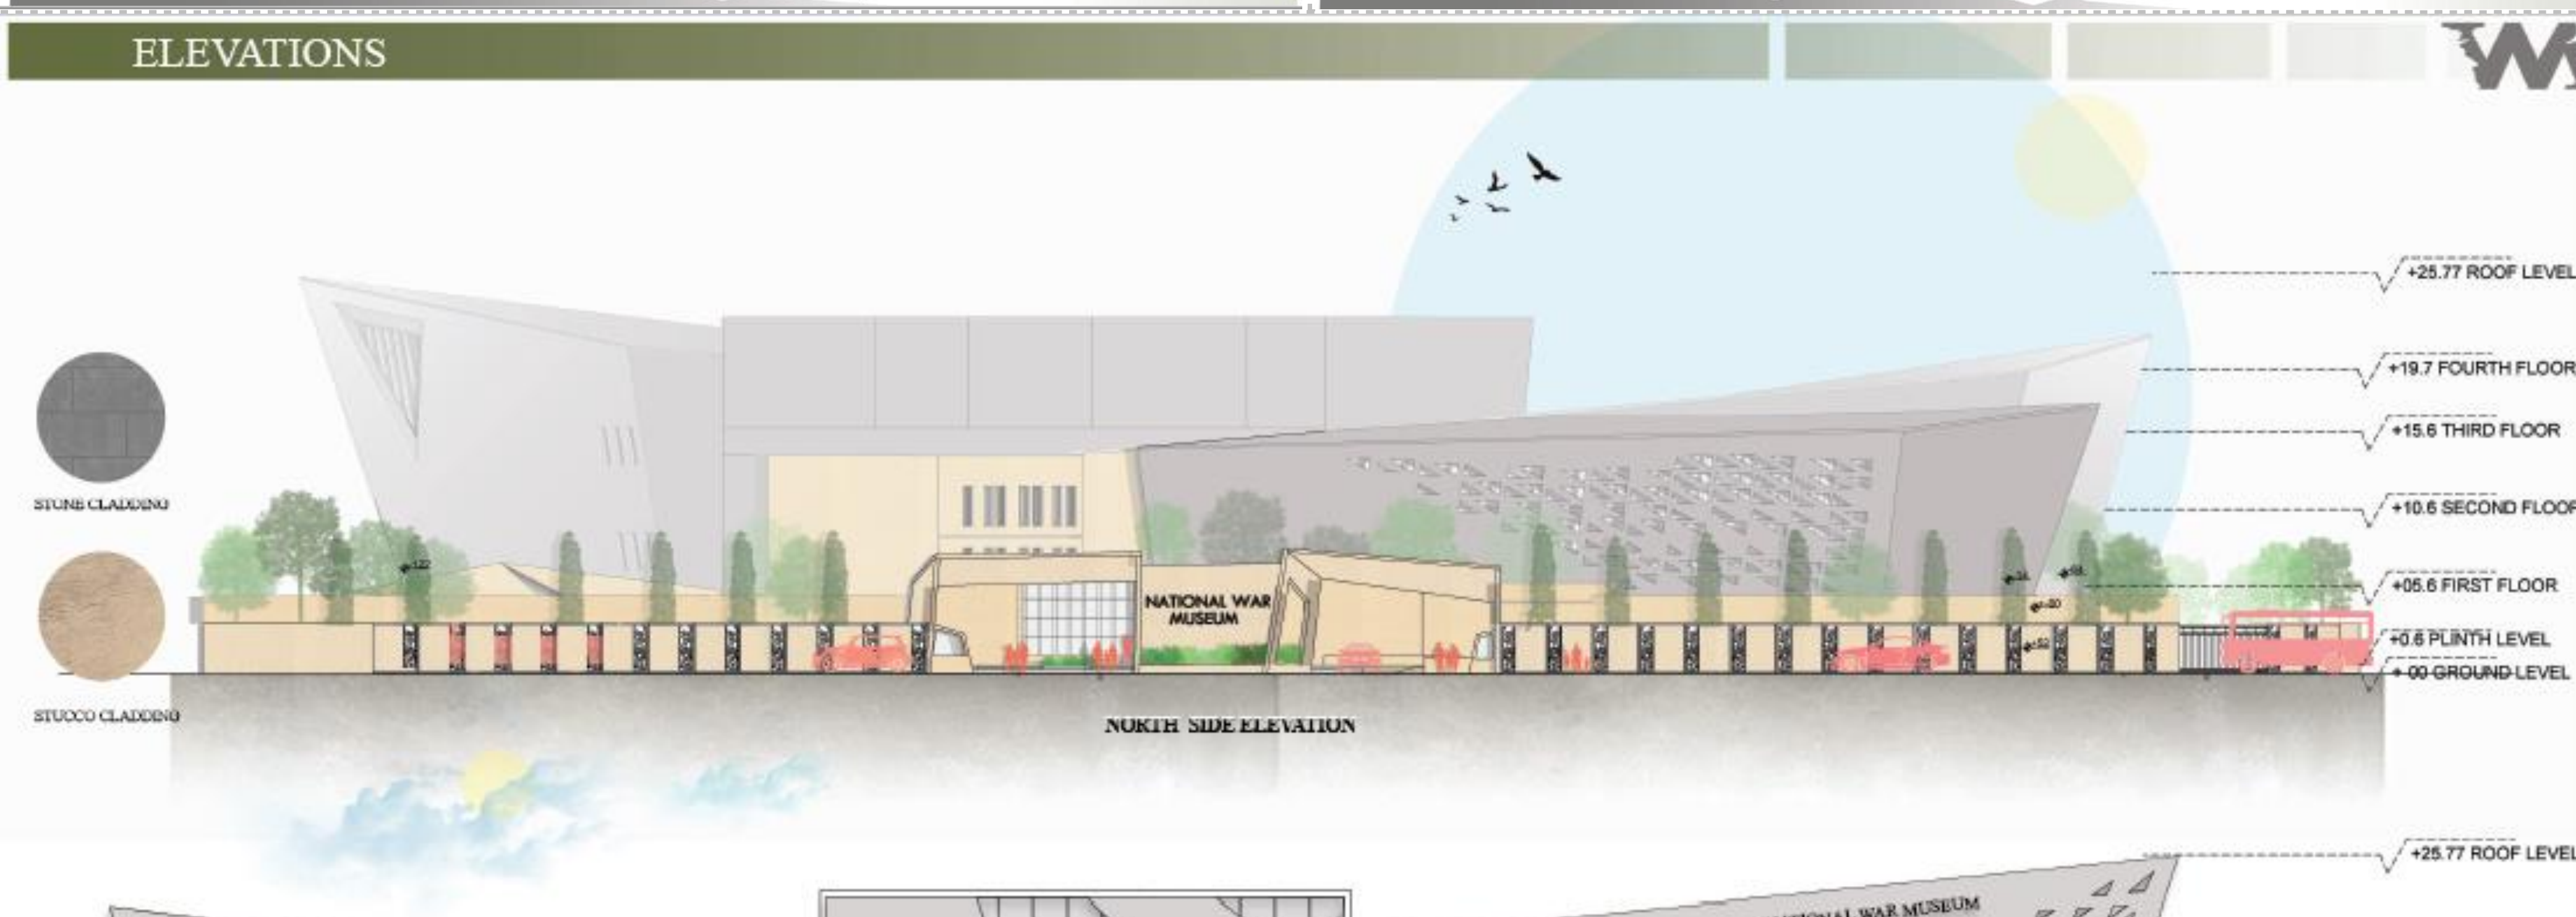 ELEVATIONS
+25.77 ROOF LEVEL
+19.7 FOURTH FLOOR
+15.6 THIRD FLOOR
STONE CLADDING
+10.6 SECOND FLOOR
+05.6 FIRST FLOOR
NATIONAL WAR
MUSEUM
+0.6 PLINTH LEVEL
+ 00 GROUND LEVEL
STUCCO CLADDING
NORTH SIDE ELEVATION
+25.77 ROOF LEVEL
WAR MUSEUM